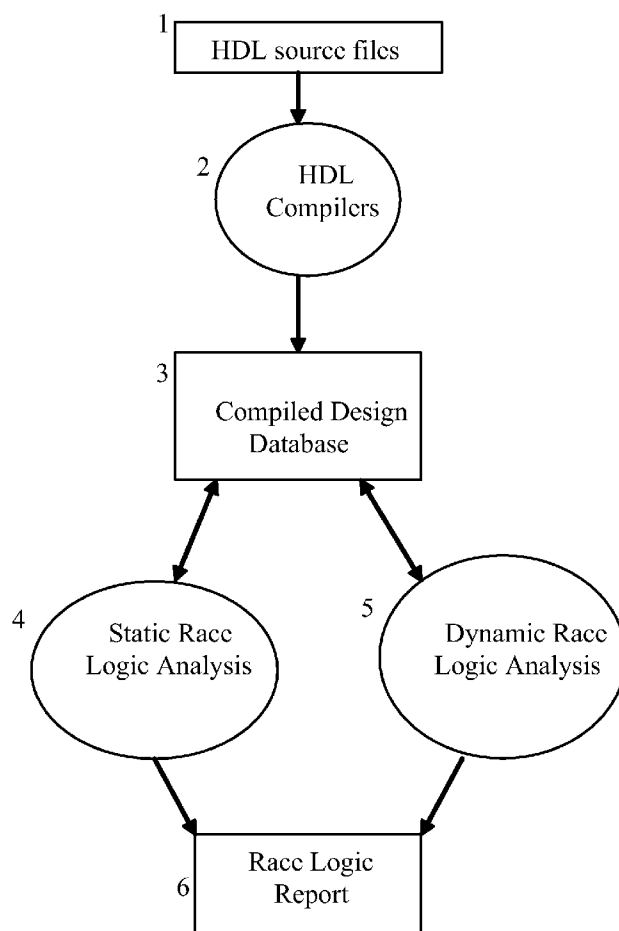 1
HDL source files
2
HDL
Compilers
3
Compiled Design
Database
4
Static Race
Logic Analysis
5
Dynamic Race
Logic Analysis
6
Race Logic
Report